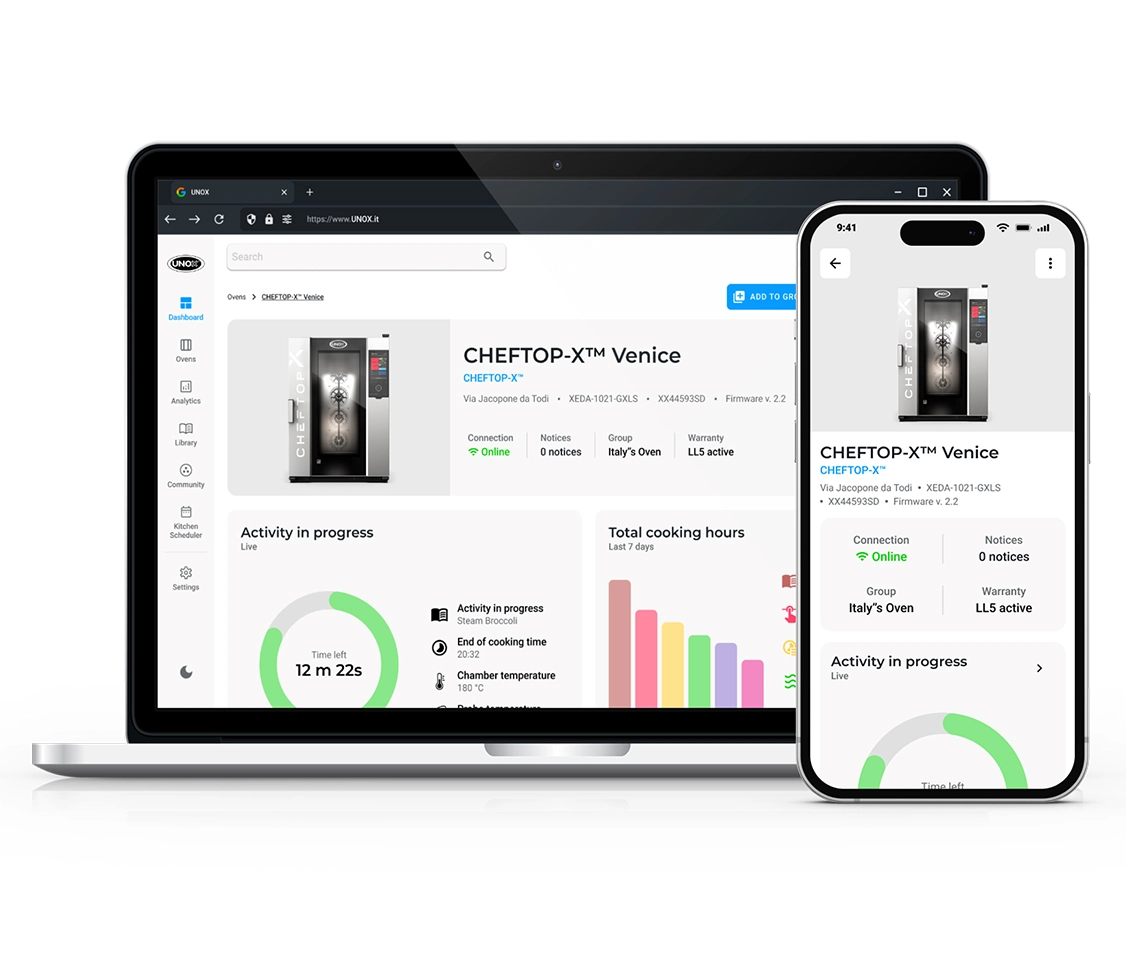 UNOX
https://www.UNOX.it
UNOX
Search
Ovens > CHEFTOP-X™ Venice
ADD TO GRO
Dashboard
Ovens
Analytics
Library
Community
Kitchen
Scheduler
Settings
UNOX
CHEFTOP X
CHEFTOP-X™ Venice
CHEFTOP-X™
Via Jacopone da Todi • XEDA-1021-GXLS • XX44593SD • Firmware v. 2.2
Connection Notices Group Warranty
Online 0 notices Italy"s Oven LL5 active
Activity in progress
Live
Time left
12 m 22s
Activity in progress
Steam Broccoli
End of cooking time
20:32
Chamber temperature
180 °C
Probe temperature
Total cooking hours
Last 7 days
9:41
UNOX
CHEFTOP X
CHEFTOP-X™ Venice
CHEFTOP-X™
Via Jacopone da Todi • XEDA-1021-GXLS
• XX44593SD • Firmware v. 2.2
Connection Notices
Online 0 notices
Group Warranty
Italy"s Oven LL5 active
Activity in progress
Live
Time left